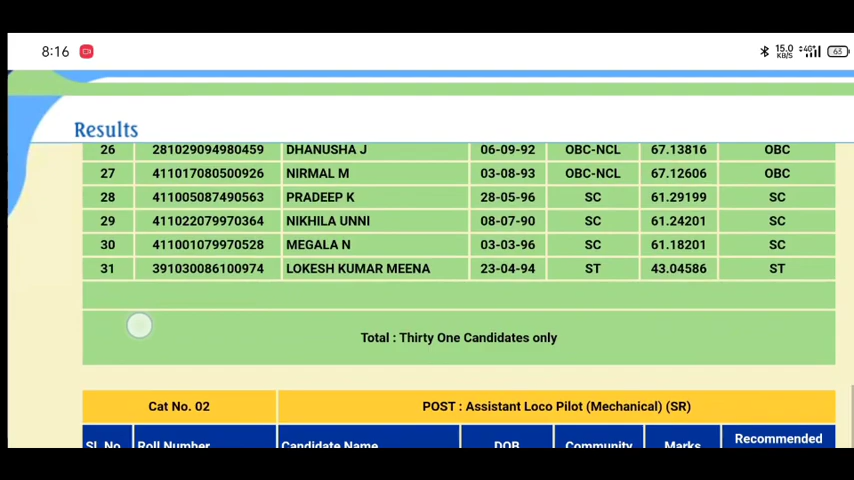 8:16 15.0 KB/S 4G 63
Results
26 281029094980459 DHANUSHA J 06-09-92 OBC-NCL 67.13816 OBC
27 411017080500926 NIRMAL M 03-08-93 OBC-NCL 67.12606 OBC
28 411005087490563 PRADEEP K 28-05-96 SC 61.29199 SC
29 411022079970364 NIKHILA UNNI 08-07-90 SC 61.24201 SC
30 411001079970528 MEGALA N 03-03-96 SC 61.18201 SC
31 391030086100974 LOKESH KUMAR MEENA 23-04-94 ST 43.04586 ST
Total : Thirty One Candidates only
Cat No. 02 POST : Assistant Loco Pilot (Mechanical) (SR)
Sl. No Roll Number Candidate Name DOB Community Marks Recommended